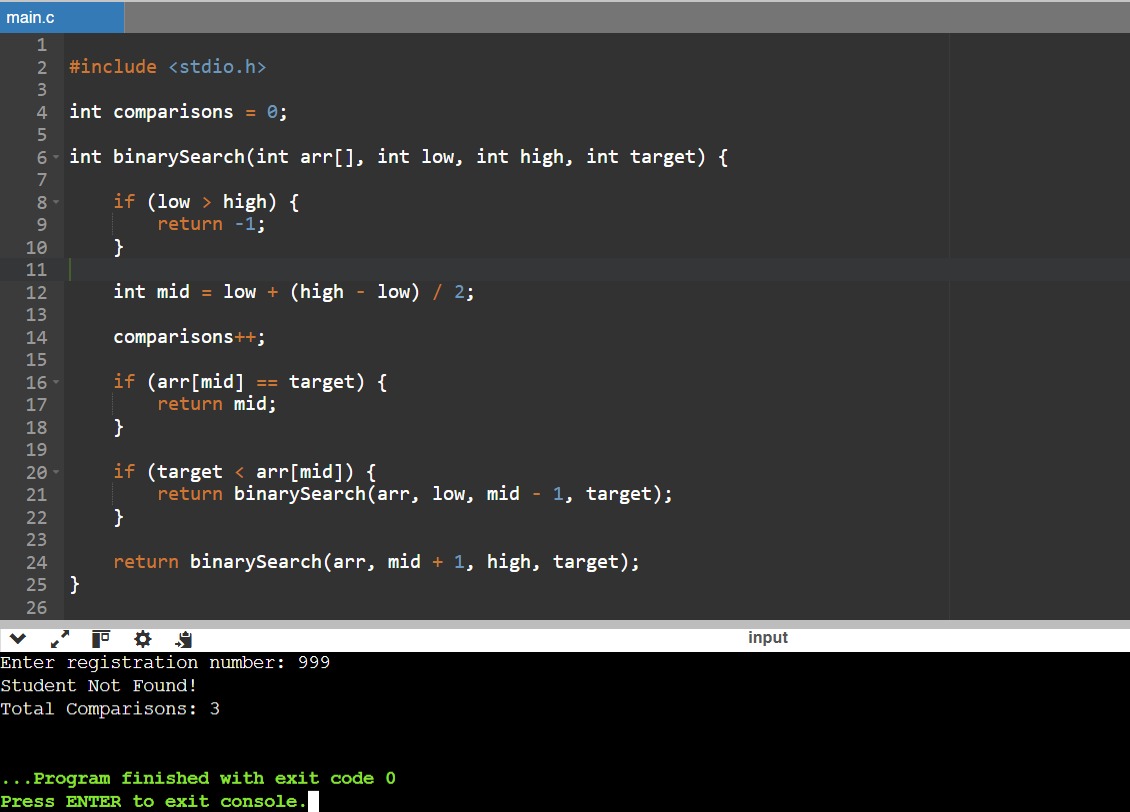 main.c
1
2 #include <stdio.h>
3
4 int comparisons = 0;
5
6 int binarySearch(int arr[], int low, int high, int target) {
7
8     if (low > high) {
9         return -1;
10     }
11
12     int mid = low + (high - low) / 2;
13
14     comparisons++;
15
16     if (arr[mid] == target) {
17         return mid;
18     }
19
20     if (target < arr[mid]) {
21         return binarySearch(arr, low, mid - 1, target);
22     }
23
24     return binarySearch(arr, mid + 1, high, target);
25 }
26
input
Enter registration number: 999
Student Not Found!
Total Comparisons: 3
...Program finished with exit code 0
Press ENTER to exit console.